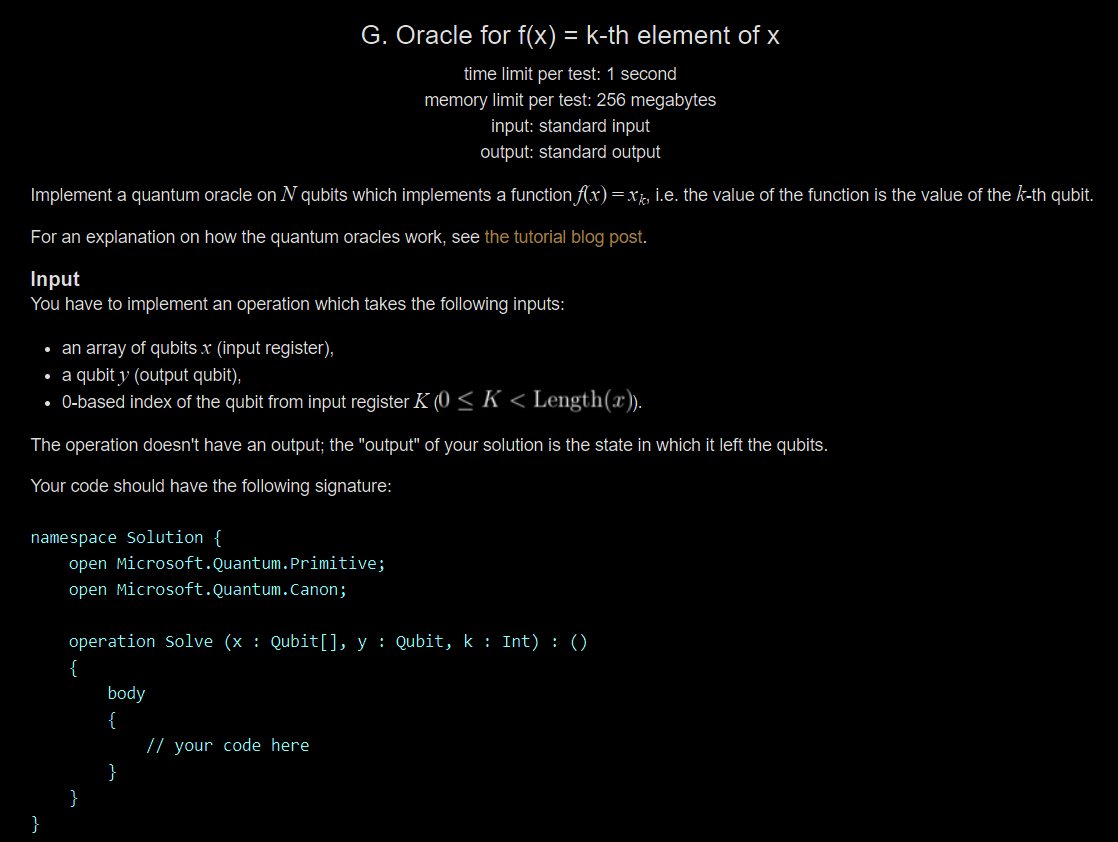 G. Oracle for f(x) = k-th element of x
time limit per test: 1 second
memory limit per test: 256 megabytes
input: standard input
output: standard output
Implement a quantum oracle on N qubits which implements a function f(x) = xₖ, i.e. the value of the function is the value of the k-th qubit.
For an explanation on how the quantum oracles work, see the tutorial blog post.
Input
You have to implement an operation which takes the following inputs:
• an array of qubits x (input register),
• a qubit y (output qubit),
• 0-based index of the qubit from input register K (0 ≤ K < Length(x)).
The operation doesn't have an output; the "output" of your solution is the state in which it left the qubits.
Your code should have the following signature:
namespace Solution {
    open Microsoft.Quantum.Primitive;
    open Microsoft.Quantum.Canon;
    operation Solve (x : Qubit[], y : Qubit, k : Int) : ()
    {
        body
        {
            // your code here
        }
    }
}